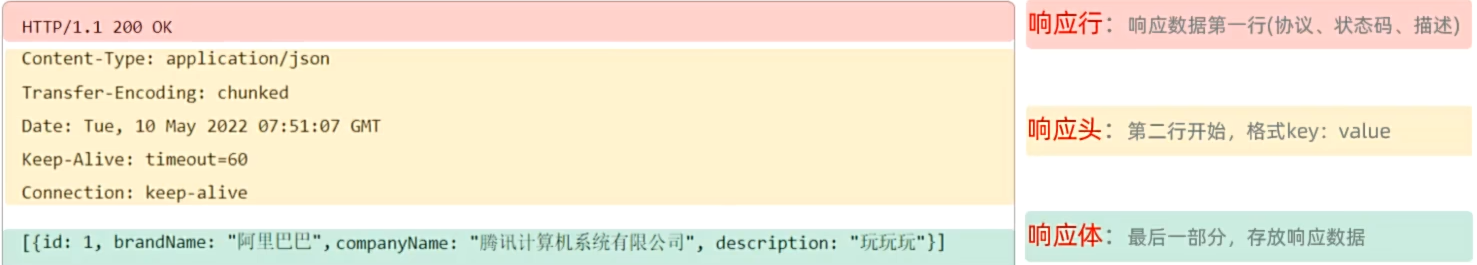 HTTP/1.1 200 OK
Content-Type: application/json
Transfer-Encoding: chunked
Date: Tue, 10 May 2022 07:51:07 GMT
Keep-Alive: timeout=60
Connection: keep-alive
[{id: 1, brandName: "阿里巴巴", companyName: "腾讯计算机系统有限公司", description: "玩玩玩"}]
响应行：响应数据第一行(协议、状态码、描述)
响应头：第二行开始，格式key：value
响应体：最后一部分，存放响应数据